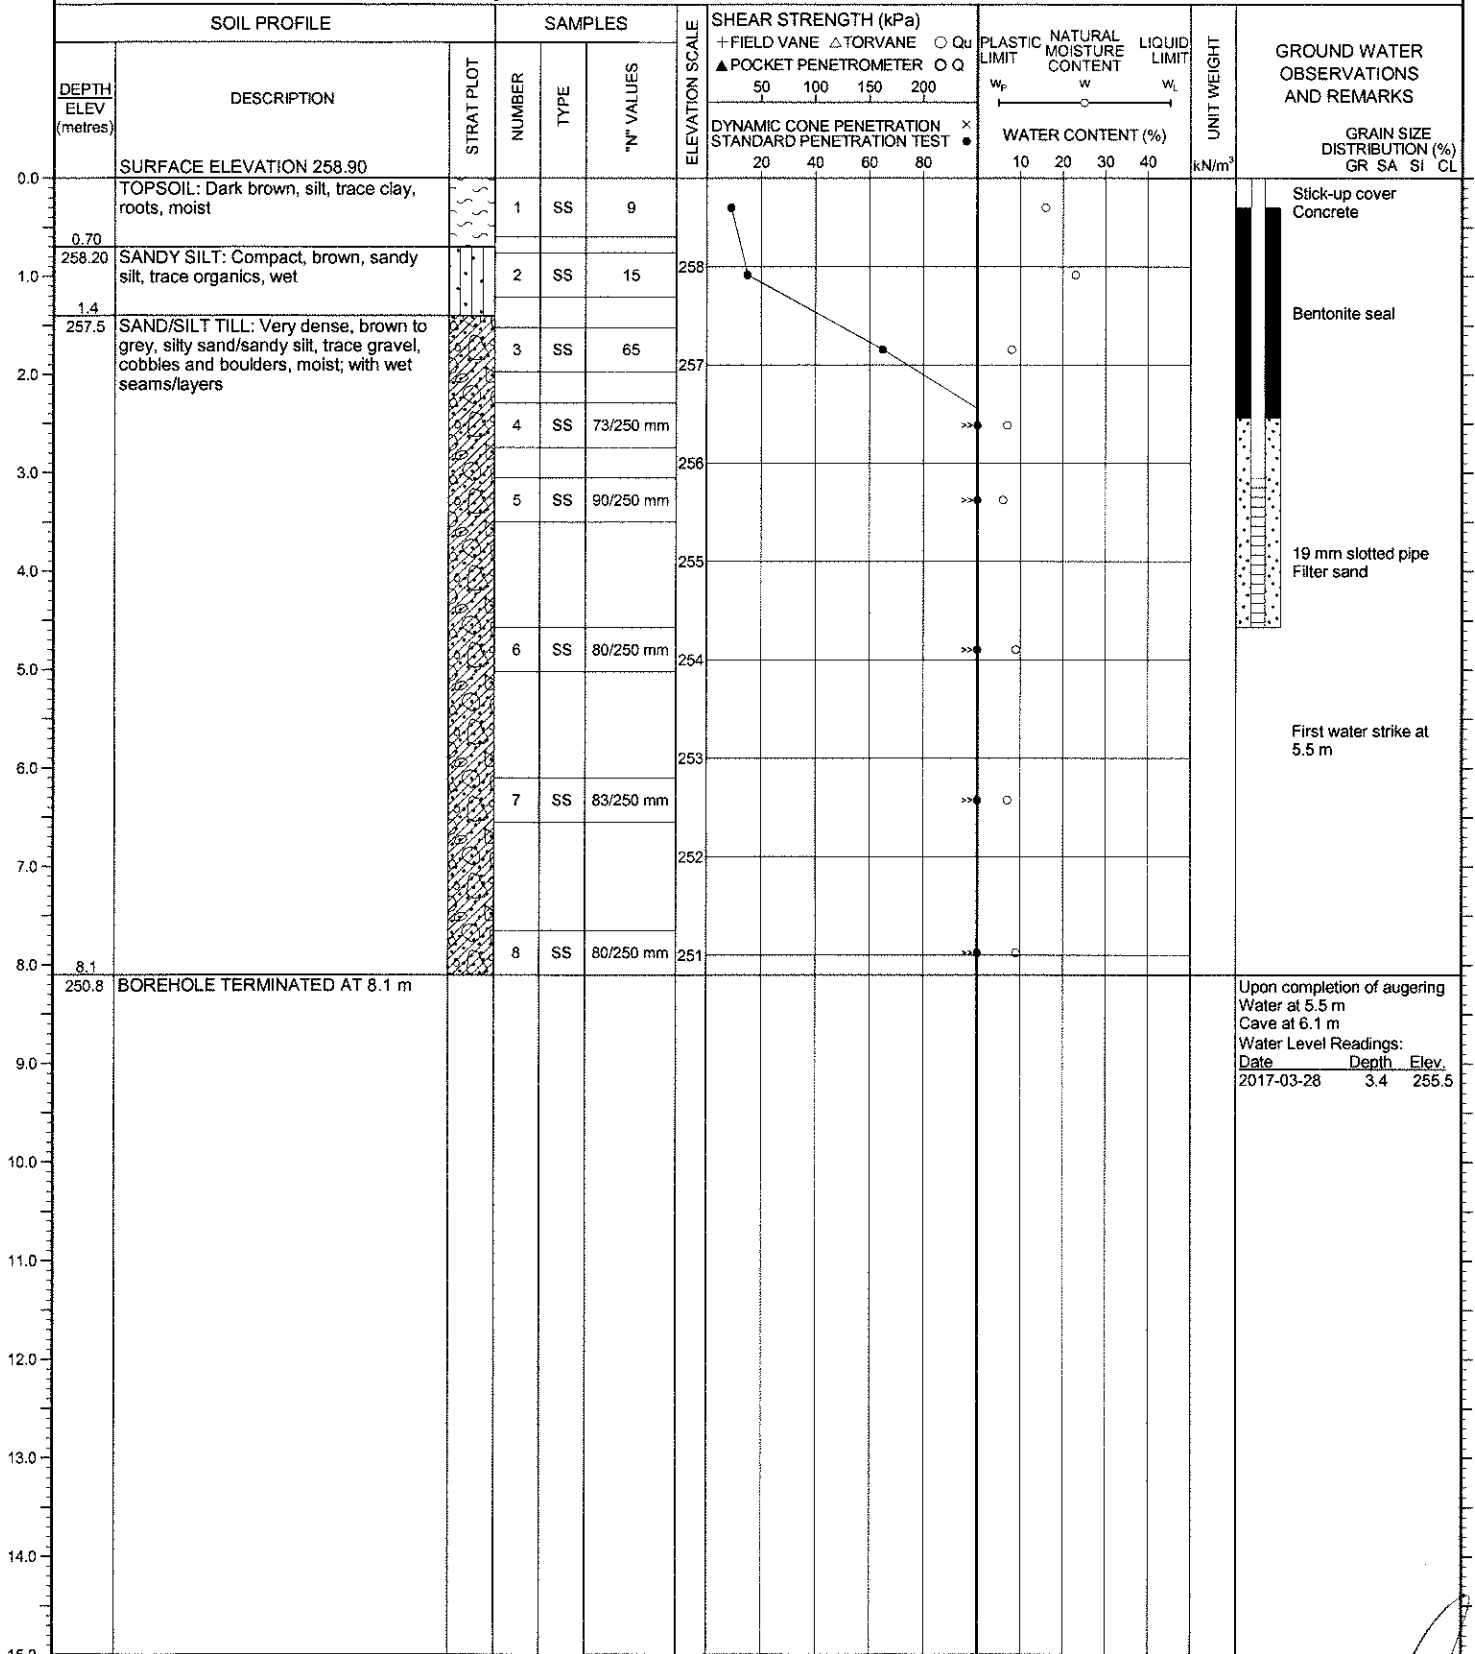 SOIL PROFILE
SAMPLES
DEPTH
ELEV
(metres)
DESCRIPTION
SURFACE ELEVATION 258.90
STRAT PLOT
NUMBER
TYPE
"N" VALUES
ELEVATION SCALE
SHEAR STRENGTH (kPa)
+FIELD VANE △TORVANE ○ Qu
▲POCKET PENETROMETER O Q
50 100 150 200
DYNAMIC CONE PENETRATION ×
STANDARD PENETRATION TEST ●
20 40 60 80
PLASTIC LIMIT
NATURAL MOISTURE CONTENT
LIQUID LIMIT
WP W WL
WATER CONTENT (%)
10 20 30 40
UNIT WEIGHT
kN/m³
GROUND WATER
OBSERVATIONS
AND REMARKS
GRAIN SIZE
DISTRIBUTION (%)
GR SA SI CL
0.0
TOPSOIL: Dark brown, silt, trace clay,
roots, moist
1 SS 9
Stick-up cover
Concrete
0.70
258.20
SANDY SILT: Compact, brown, sandy
silt, trace organics, wet
1.0
2 SS 15
258
Bentonite seal
1.4
257.5
SAND/SILT TILL: Very dense, brown to
grey, silty sand/sandy silt, trace gravel,
cobbles and boulders, moist; with wet
seams/layers
3 SS 65
257
2.0
4 SS 73/250 mm
>>
256
3.0
5 SS 90/250 mm
>>
255
19 mm slotted pipe
Filter sand
4.0
6 SS 80/250 mm
>>
254
5.0
First water strike at
5.5 m
253
6.0
7 SS 83/250 mm
>>
252
7.0
8 SS 80/250 mm
>>
251
8.0
8.1
250.8
BOREHOLE TERMINATED AT 8.1 m
Upon completion of augering
Water at 5.5 m
Cave at 6.1 m
Water Level Readings:
Date Depth Elev.
2017-03-28 3.4 255.5
9.0
10.0
11.0
12.0
13.0
14.0
15.0